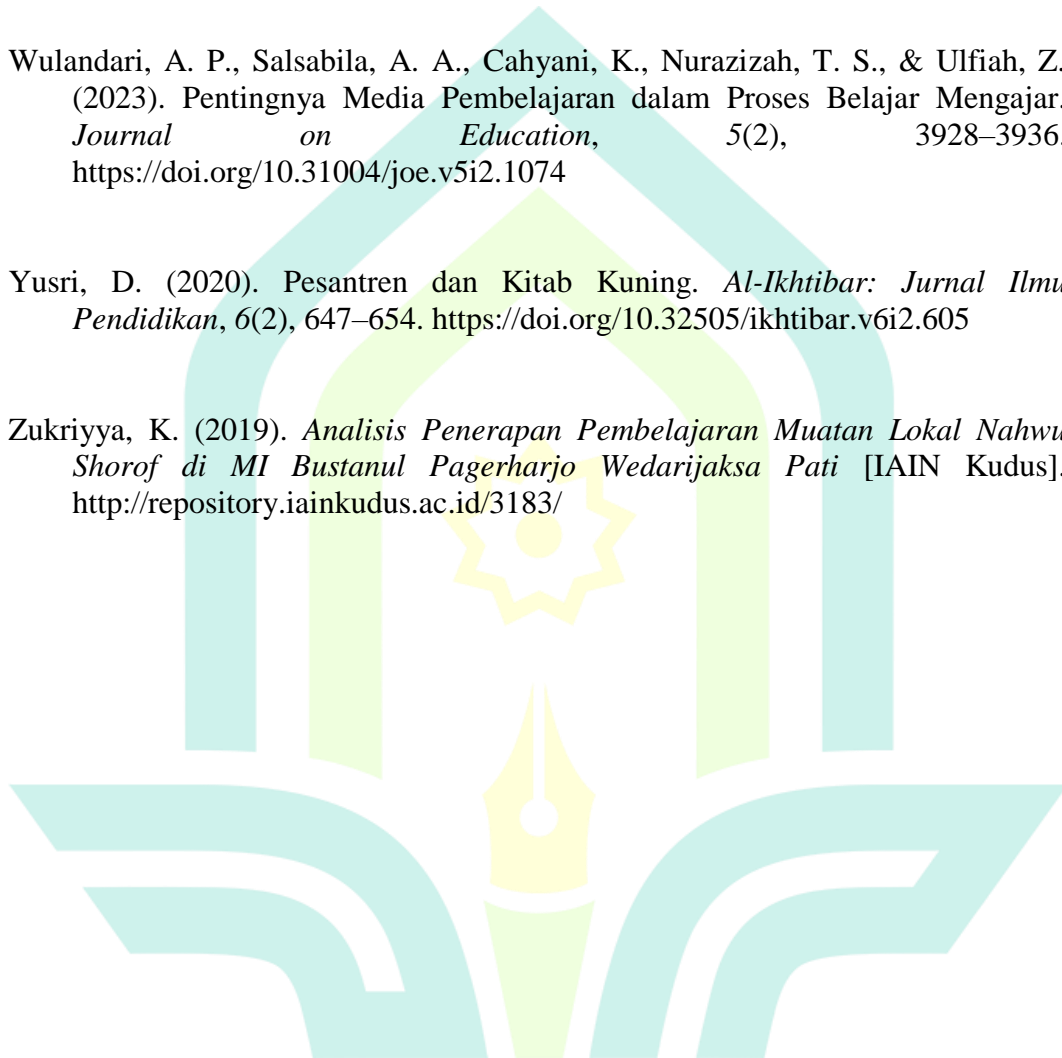 Wulandari, A. P., Salsabila, A. A., Cahyani, K., Nurazizah, T. S., & Ulfiah, Z.
(2023). Pentingnya Media Pembelajaran dalam Proses Belajar Mengajar.
Journal on Education, 5(2), 3928–3936.
https://doi.org/10.31004/joe.v5i2.1074
Yusri, D. (2020). Pesantren dan Kitab Kuning. Al-Ikhtibar: Jurnal Ilmu
Pendidikan, 6(2), 647–654. https://doi.org/10.32505/ikhtibar.v6i2.605
Zukriyya, K. (2019). Analisis Penerapan Pembelajaran Muatan Lokal Nahwu
Shorof di MI Bustanul Pagerharjo Wedarijaksa Pati [IAIN Kudus].
http://repository.iainkudus.ac.id/3183/